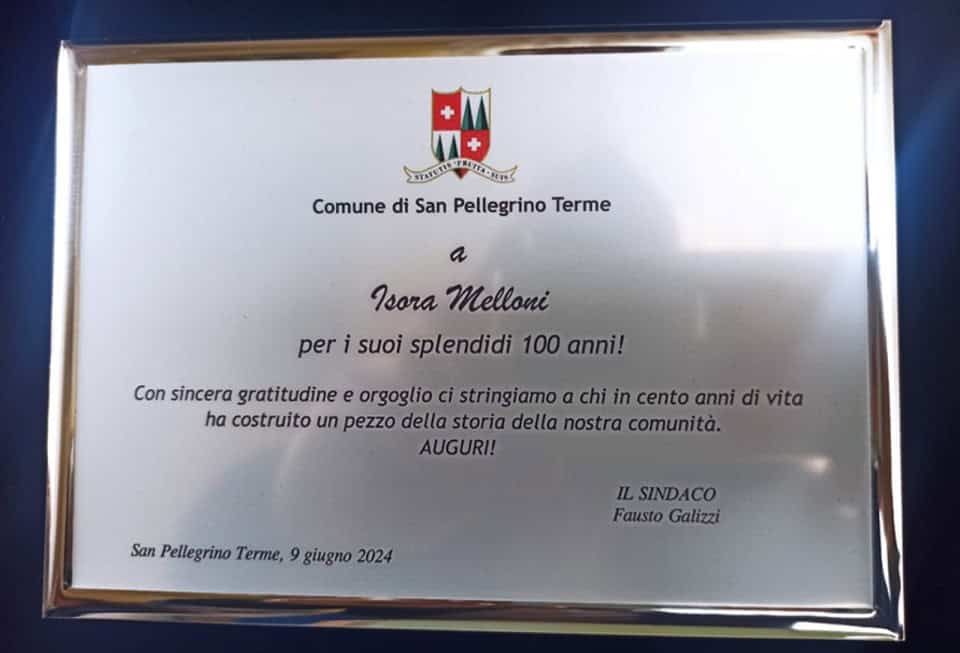 STATUTIS FRUITA SUIS
Comune di San Pellegrino Terme
a
Isora Melloni
per i suoi splendidi 100 anni!
Con sincera gratitudine e orgoglio ci stringiamo a chi in cento anni di vita
ha costruito un pezzo della storia della nostra comunità.
AUGURI!
IL SINDACO
Fausto Galizzi
San Pellegrino Terme, 9 giugno 2024